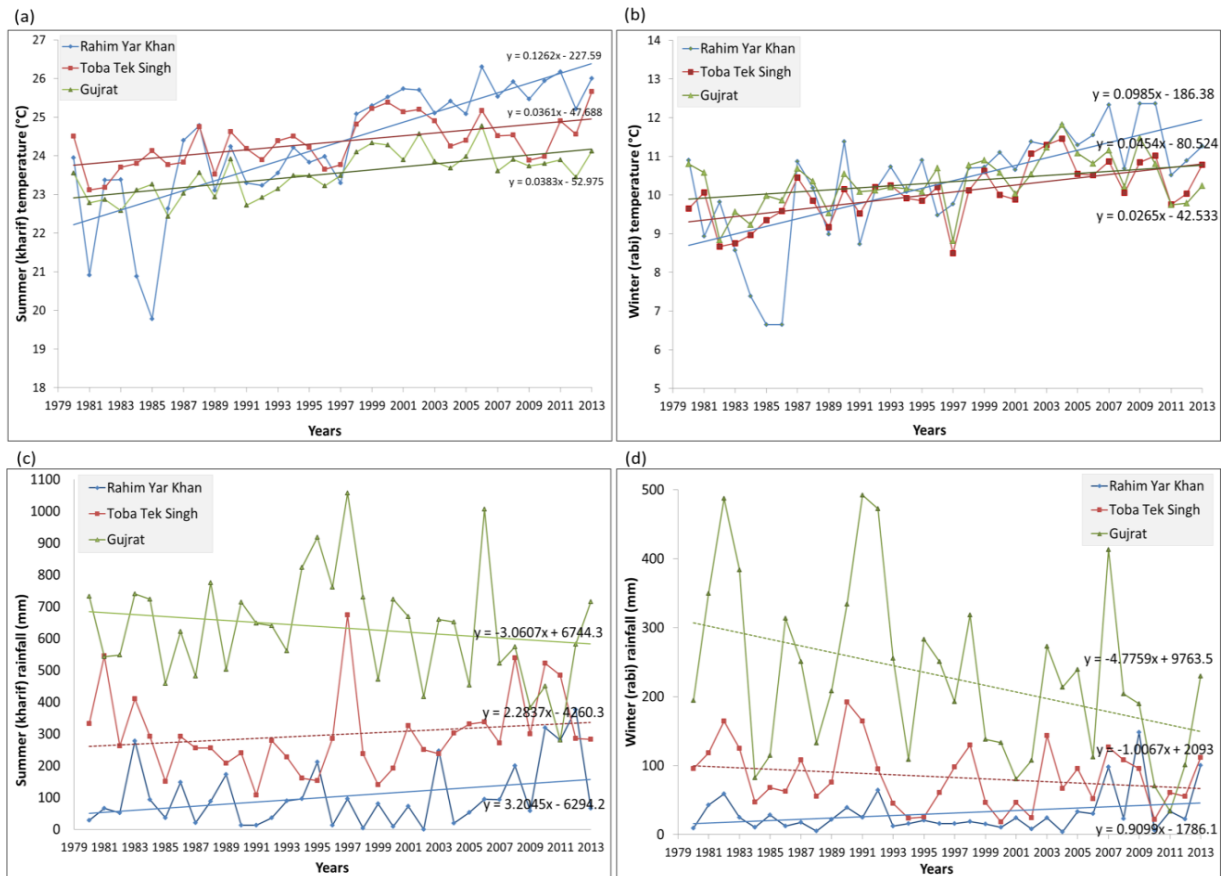 (a)
27
26
25
24
23
22
21
20
19
18
Summer (kharif) temperature (°C)
Rahim Yar Khan
Toba Tek Singh
Gujrat
y = 0.1262x - 227.59
y = 0.0361x - 47.688
y = 0.0383x - 52.975
1979 1981 1983 1985 1987 1989 1991 1993 1995 1997 1999 2001 2003 2005 2007 2009 2011 2013
Years
(b)
14
13
12
11
10
9
8
7
6
5
Winter (rabi) temperature (°C)
Rahim Yar Khan
Toba Tek Singh
Gujrat
y = 0.0985x - 186.38
y = 0.0454x - 80.524
y = 0.0265x - 42.533
1979 1981 1983 1985 1987 1989 1991 1993 1995 1997 1999 2001 2003 2005 2007 2009 2011 2013
Years
(c)
1100
1000
900
800
700
600
500
400
300
200
100
0
Summer (kharif) rainfall (mm)
Rahim Yar Khan
Toba Tek Singh
Gujrat
y = -3.0607x + 6744.3
y = 2.2837x - 4260.3
y = 3.2045x - 6294.2
1979 1981 1983 1985 1987 1989 1991 1993 1995 1997 1999 2001 2003 2005 2007 2009 2011 2013
Years
(d)
500
400
300
200
100
0
Winter (rabi) rainfall (mm)
Rahim Yar Khan
Toba Tek Singh
Gujrat
y = -4.7759x + 9763.5
y = -1.0067x + 2093
y = 0.9099x - 1786.1
1979 1981 1983 1985 1987 1989 1991 1993 1995 1997 1999 2001 2003 2005 2007 2009 2011 2013
Years